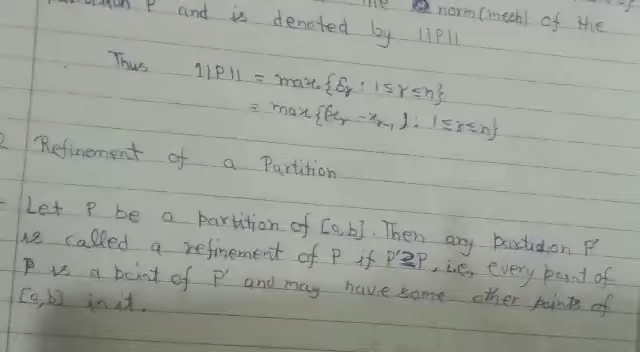 P and is denoted by ||P|| norm (mesh) of the
Thus ||P|| = max {δr : 1 ≤ r ≤ n}
= max {(xr - xr-1) : 1 ≤ r ≤ n}
Refinement of a Partition
- Let P be a partition of [a,b]. Then any partition P'
is called a refinement of P if P'⊇P, i.e, every point of
P is a point of P' and may have some other points of
[a,b] in it.